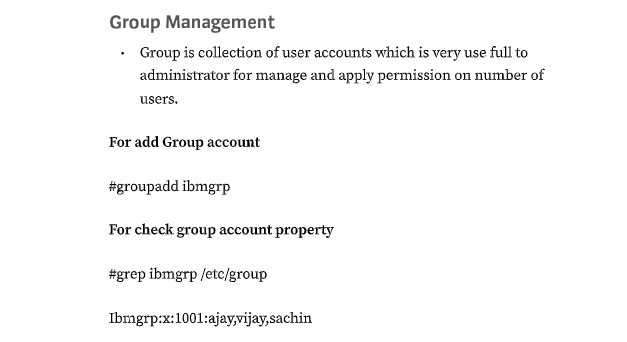 Group Management
• Group is collection of user accounts which is very use full to
administrator for manage and apply permission on number of
users.
For add Group account
#groupadd ibmgrp
For check group account property
#grep ibmgrp /etc/group
Ibmgrp:x:1001:ajay,vijay,sachin